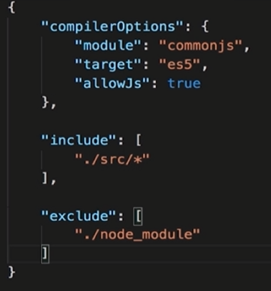 {
    "compilerOptions": {
        "module": "commonjs",
        "target": "es5",
        "allowJs": true
    },
    "include": [
        "./src/*"
    ],
    "exclude": [
        "./node_module"
    ]
}